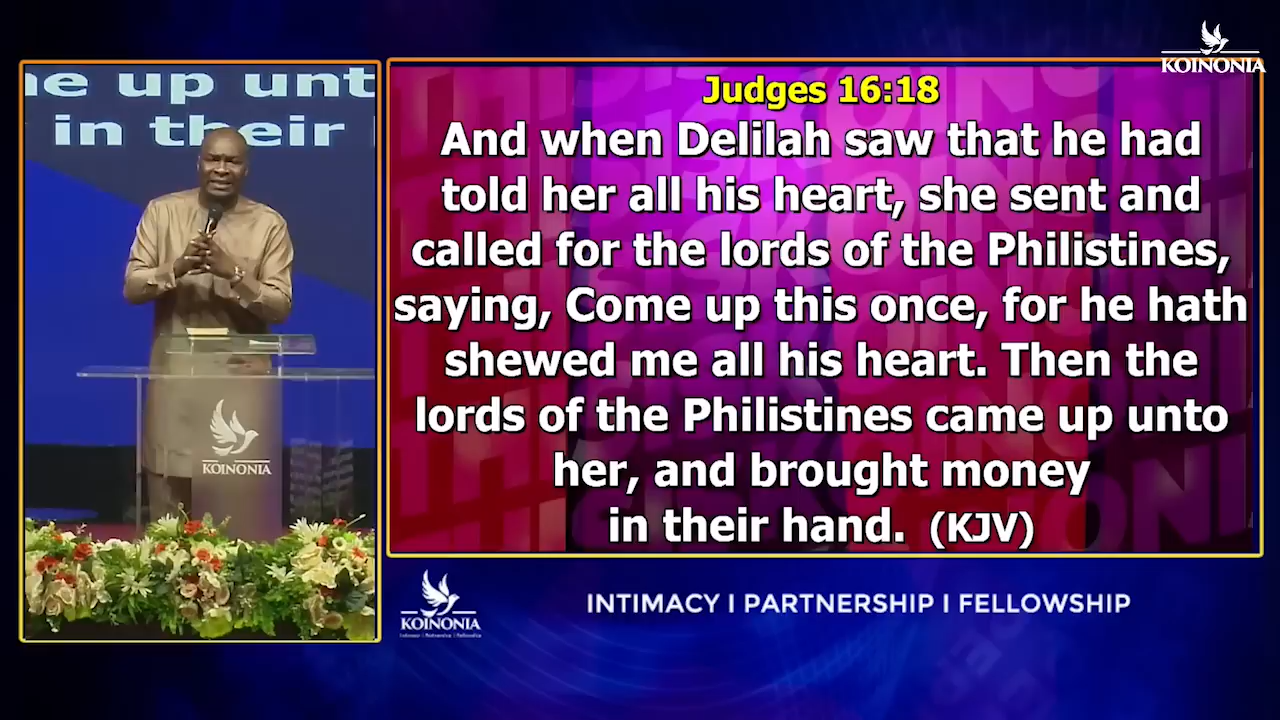 KOINONIA
e up unt
in their
KOINONIA
Judges 16:18
And when Delilah saw that he had
told her all his heart, she sent and
called for the lords of the Philistines,
saying, Come up this once, for he hath
shewed me all his heart. Then the
lords of the Philistines came up unto
her, and brought money
in their hand. (KJV)
KOINONIA
INTIMACY I PARTNERSHIP I FELLOWSHIP